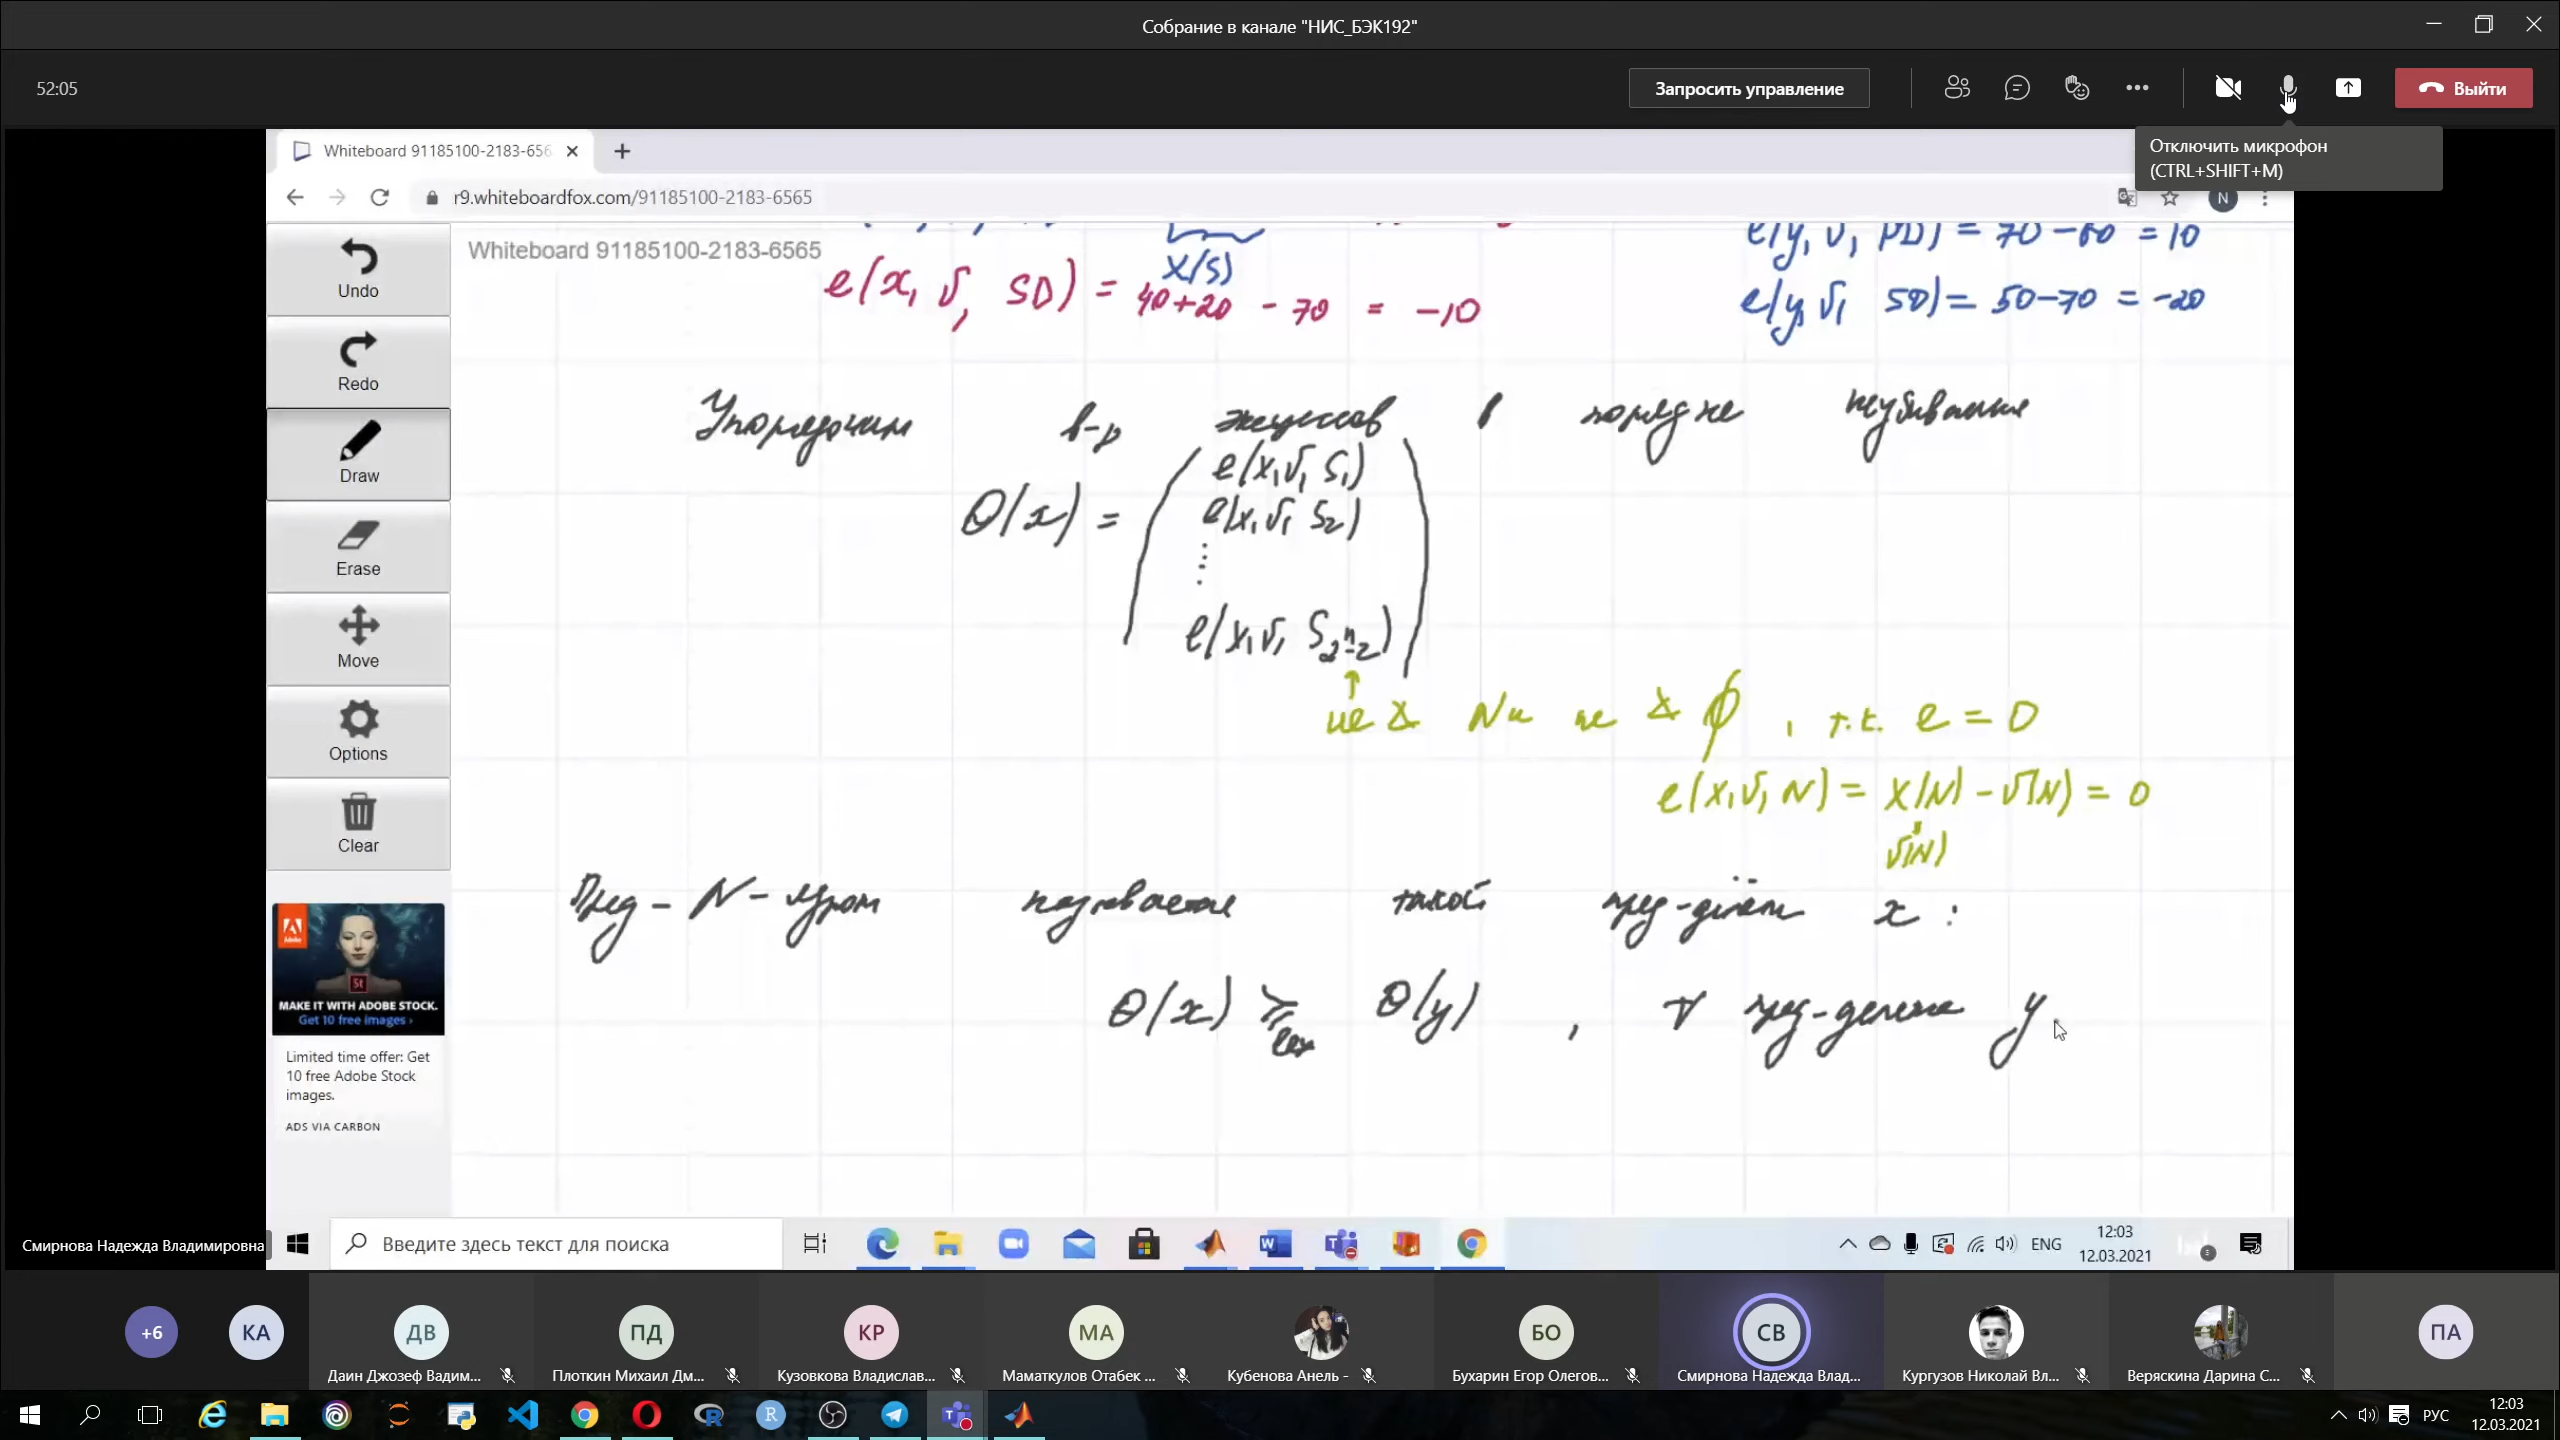 Собрание в канале "НИС_БЭК192"
52:05
Запросить управление
Выйти
Отключить микрофон
(CTRL+SHIFT+M)
Whiteboard 91185100-2183-656
r9.whiteboardfox.com/91185100-2183-6565
N
Whiteboard 91185100-2183-6565
Undo
Redo
Draw
Erase
Move
Options
Clear
x(S)
e(x, v, SD) = 40+20 - 70 = -10
e(y, v, PD) = 70-60 = 10
e(y, v, SD) = 50-70 = -20
Упорядочим в-р эксцессов в порядке неубывания
θ(x) =
e(x, v, S₁)
e(x, v, S₂)
⋮
e(x, v, S₂ⁿ₋₂)
↑
не & N и не & ∅, т.к. e = 0
e(x, v, N) = x(N) - v(N) = 0
v(N)
Пред-N-ядром называется такой пред-делёж x:
θ(x) ≥lex θ(y), ∀ пред-дележа y
MAKE IT WITH ADOBE STOCK.
Get 10 free images ›
Limited time offer: Get
10 free Adobe Stock
images.
ADS VIA CARBON
Смирнова Надежда Владимировна
Введите здесь текст для поиска
ENG
12:03
12.03.2021
+6
КА
ДВ
Даин Джозеф Вадим...
ПД
Плоткин Михаил Дм...
КР
Кузовкова Владислав...
МА
Маматкулов Отабек ...
Кубенова Анель -
БО
Бухарин Егор Олегов...
СВ
Смирнова Надежда Влад...
Кургузов Николай Вл...
Веряскина Дарина С...
ПА
РУС
12:03
12.03.2021